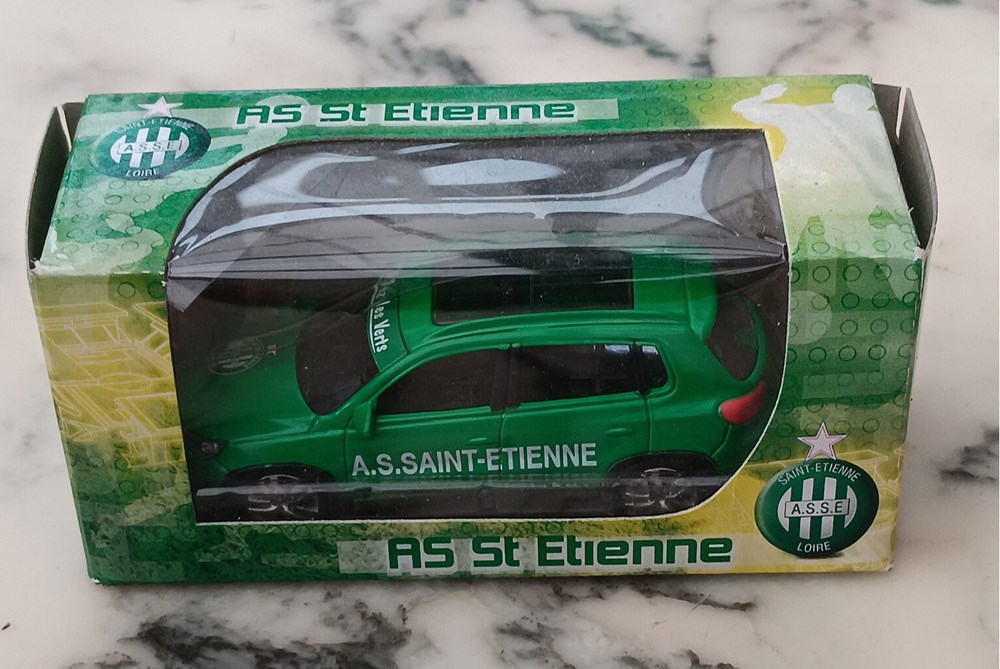 AS St Etienne
SAINT-ETIENNE
A.S.S.E
LOIRE
les Verts
A.S.SAINT-ETIENNE
SAINT-ETIENNE
A.S.S.E
LOIRE
AS St Etienne